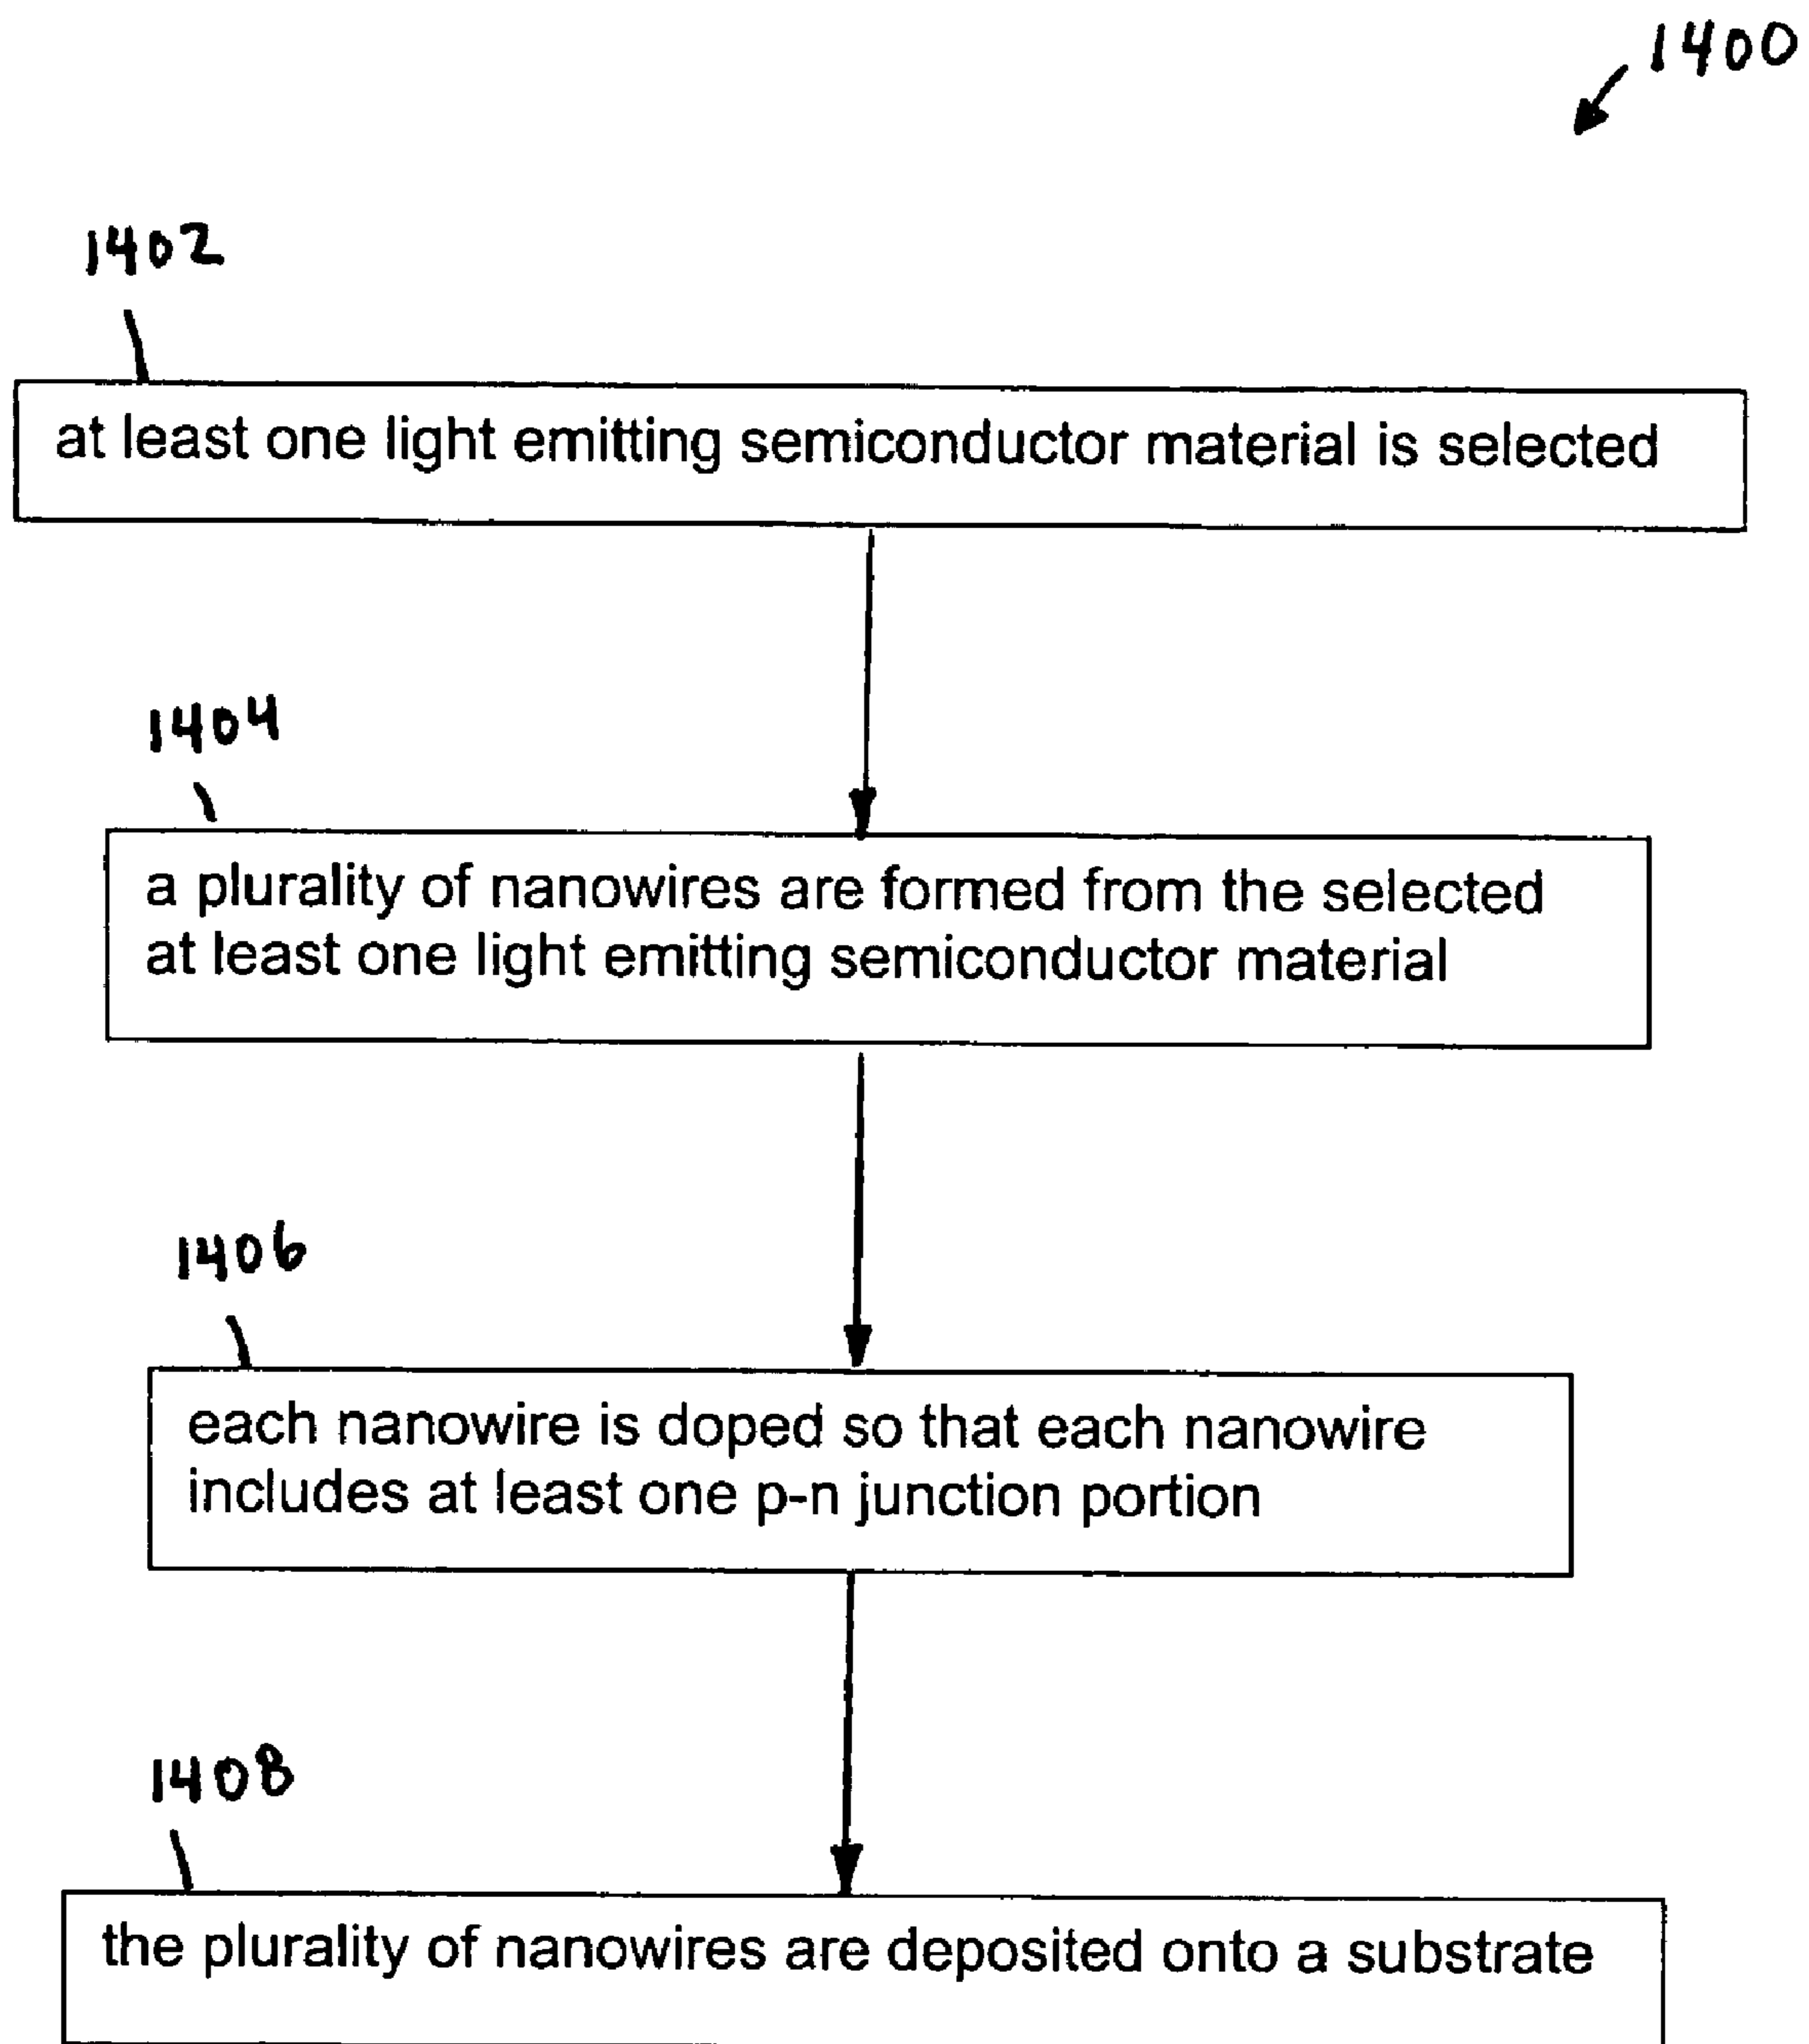 1400
1402
at least one light emitting semiconductor material is selected
1404
a plurality of nanowires are formed from the selected
at least one light emitting semiconductor material
1406
each nanowire is doped so that each nanowire
includes at least one p-n junction portion
1408
the plurality of nanowires are deposited onto a substrate